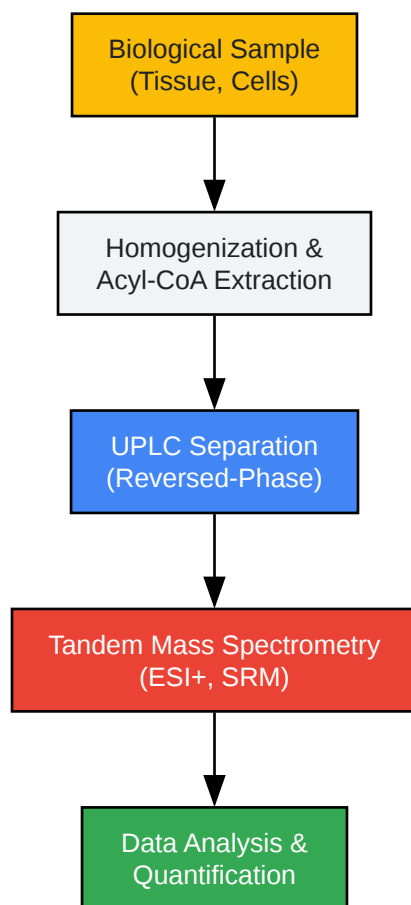 Biological Sample
(Tissue, Cells)
Homogenization &
Acyl-CoA Extraction
UPLC Separation
(Reversed-Phase)
Tandem Mass Spectrometry
(ESI+, SRM)
Data Analysis &
Quantification